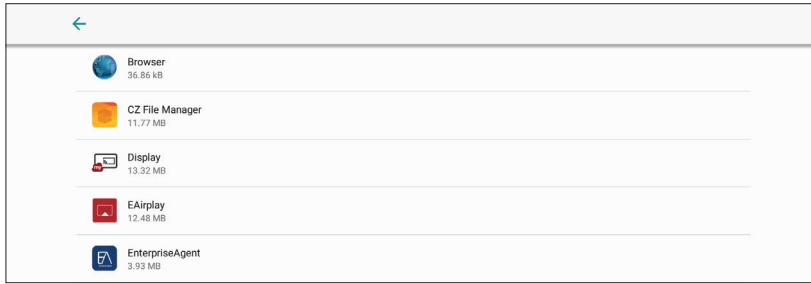 Browser
36.86 kB
CZ File Manager
11.77 MB
Display
13.32 MB
EAirplay
12.48 MB
EnterpriseAgent
3.93 MB